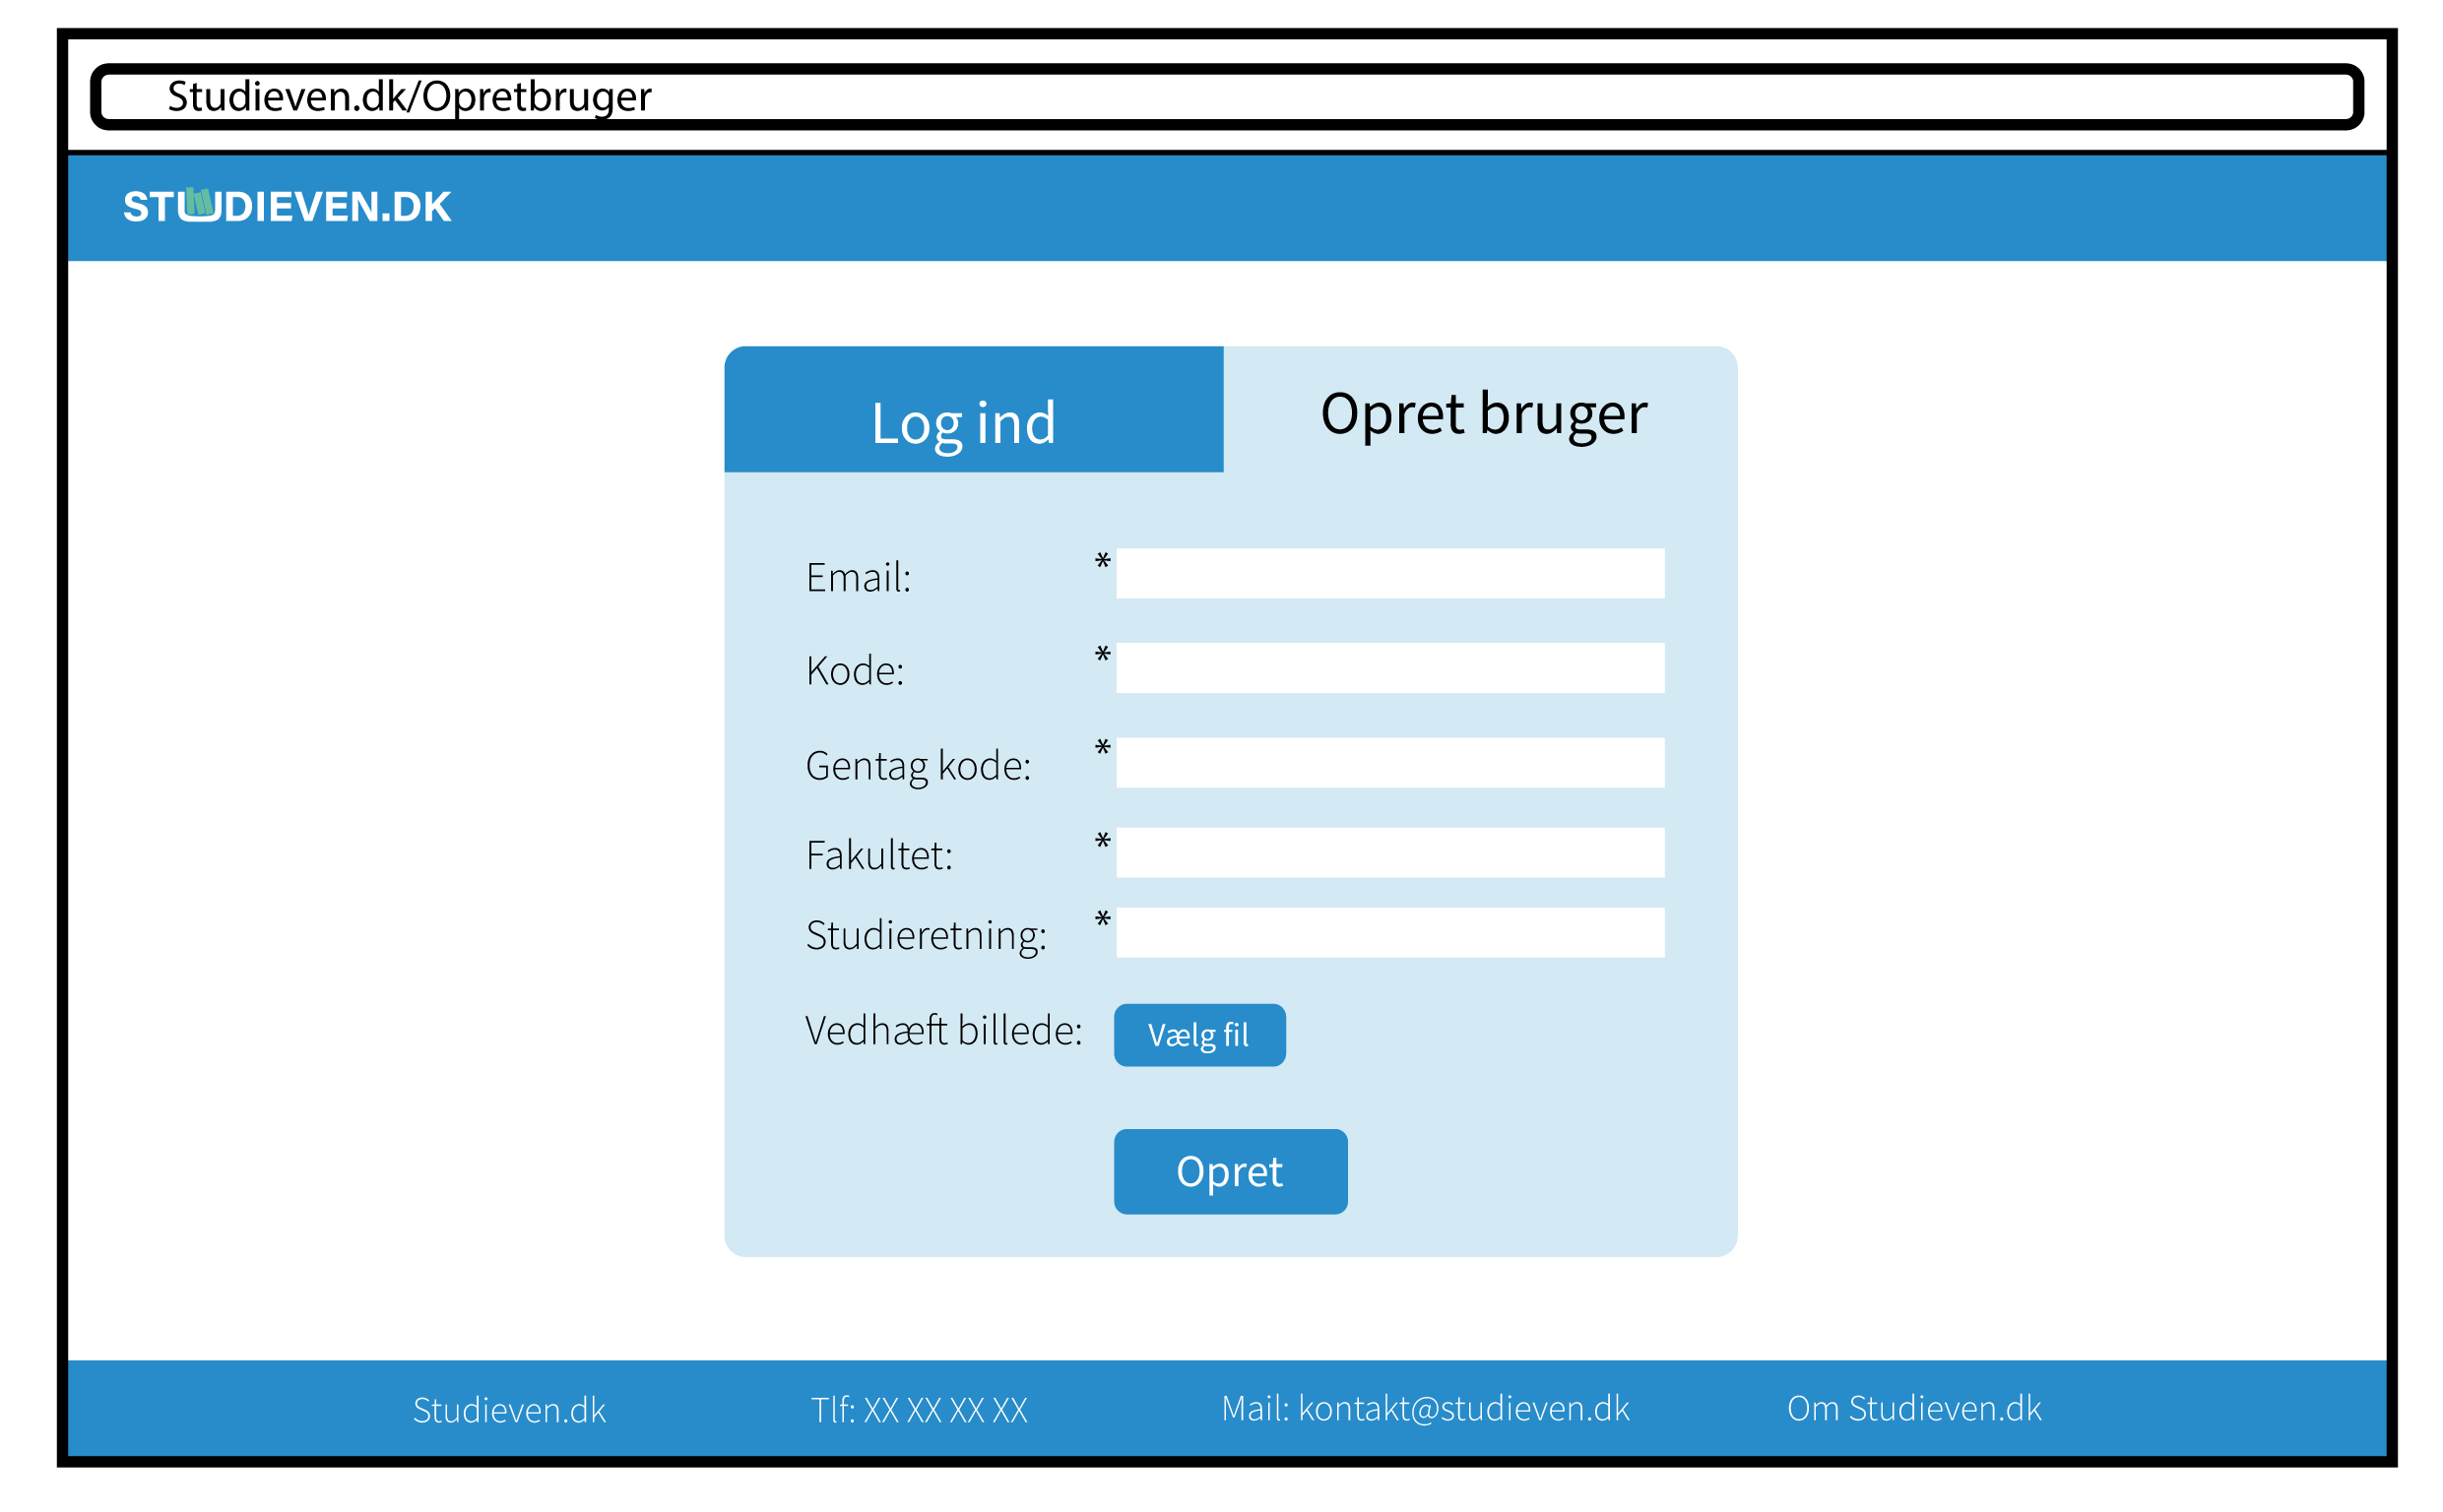 Studieven.dk/Opretbruger
STUDIEVEN.DK
Log ind
Opret bruger
Email: *
Kode: *
Gentag kode: *
Fakultet: *
Studieretning: *
Vedhæft billede: Vælg fil
Opret
Studieven.dk Tlf: XX XX XX XX Mail: kontakt@studieven.dk Om Studieven.dk